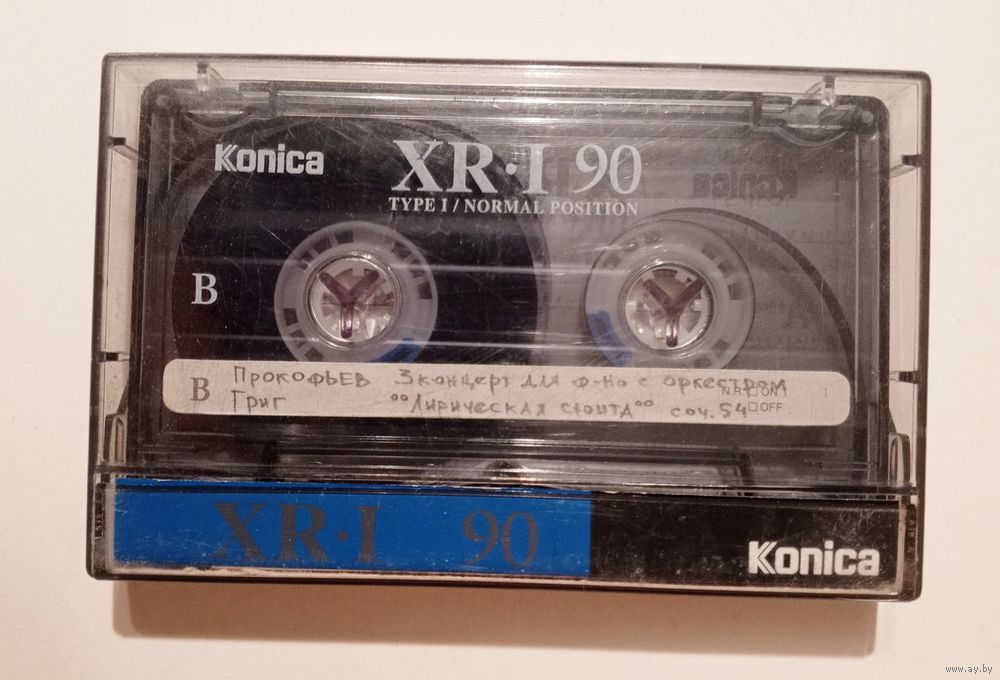 Konica
XR·I 90
TYPE I / NORMAL POSITION
B
B
Прокофьев 3 концерт для ф-но с оркестром
N.R. □ ON
Григ "Лирическая сюита" соч. 54
□ OFF
XR·I 90
Konica
www.ay.by